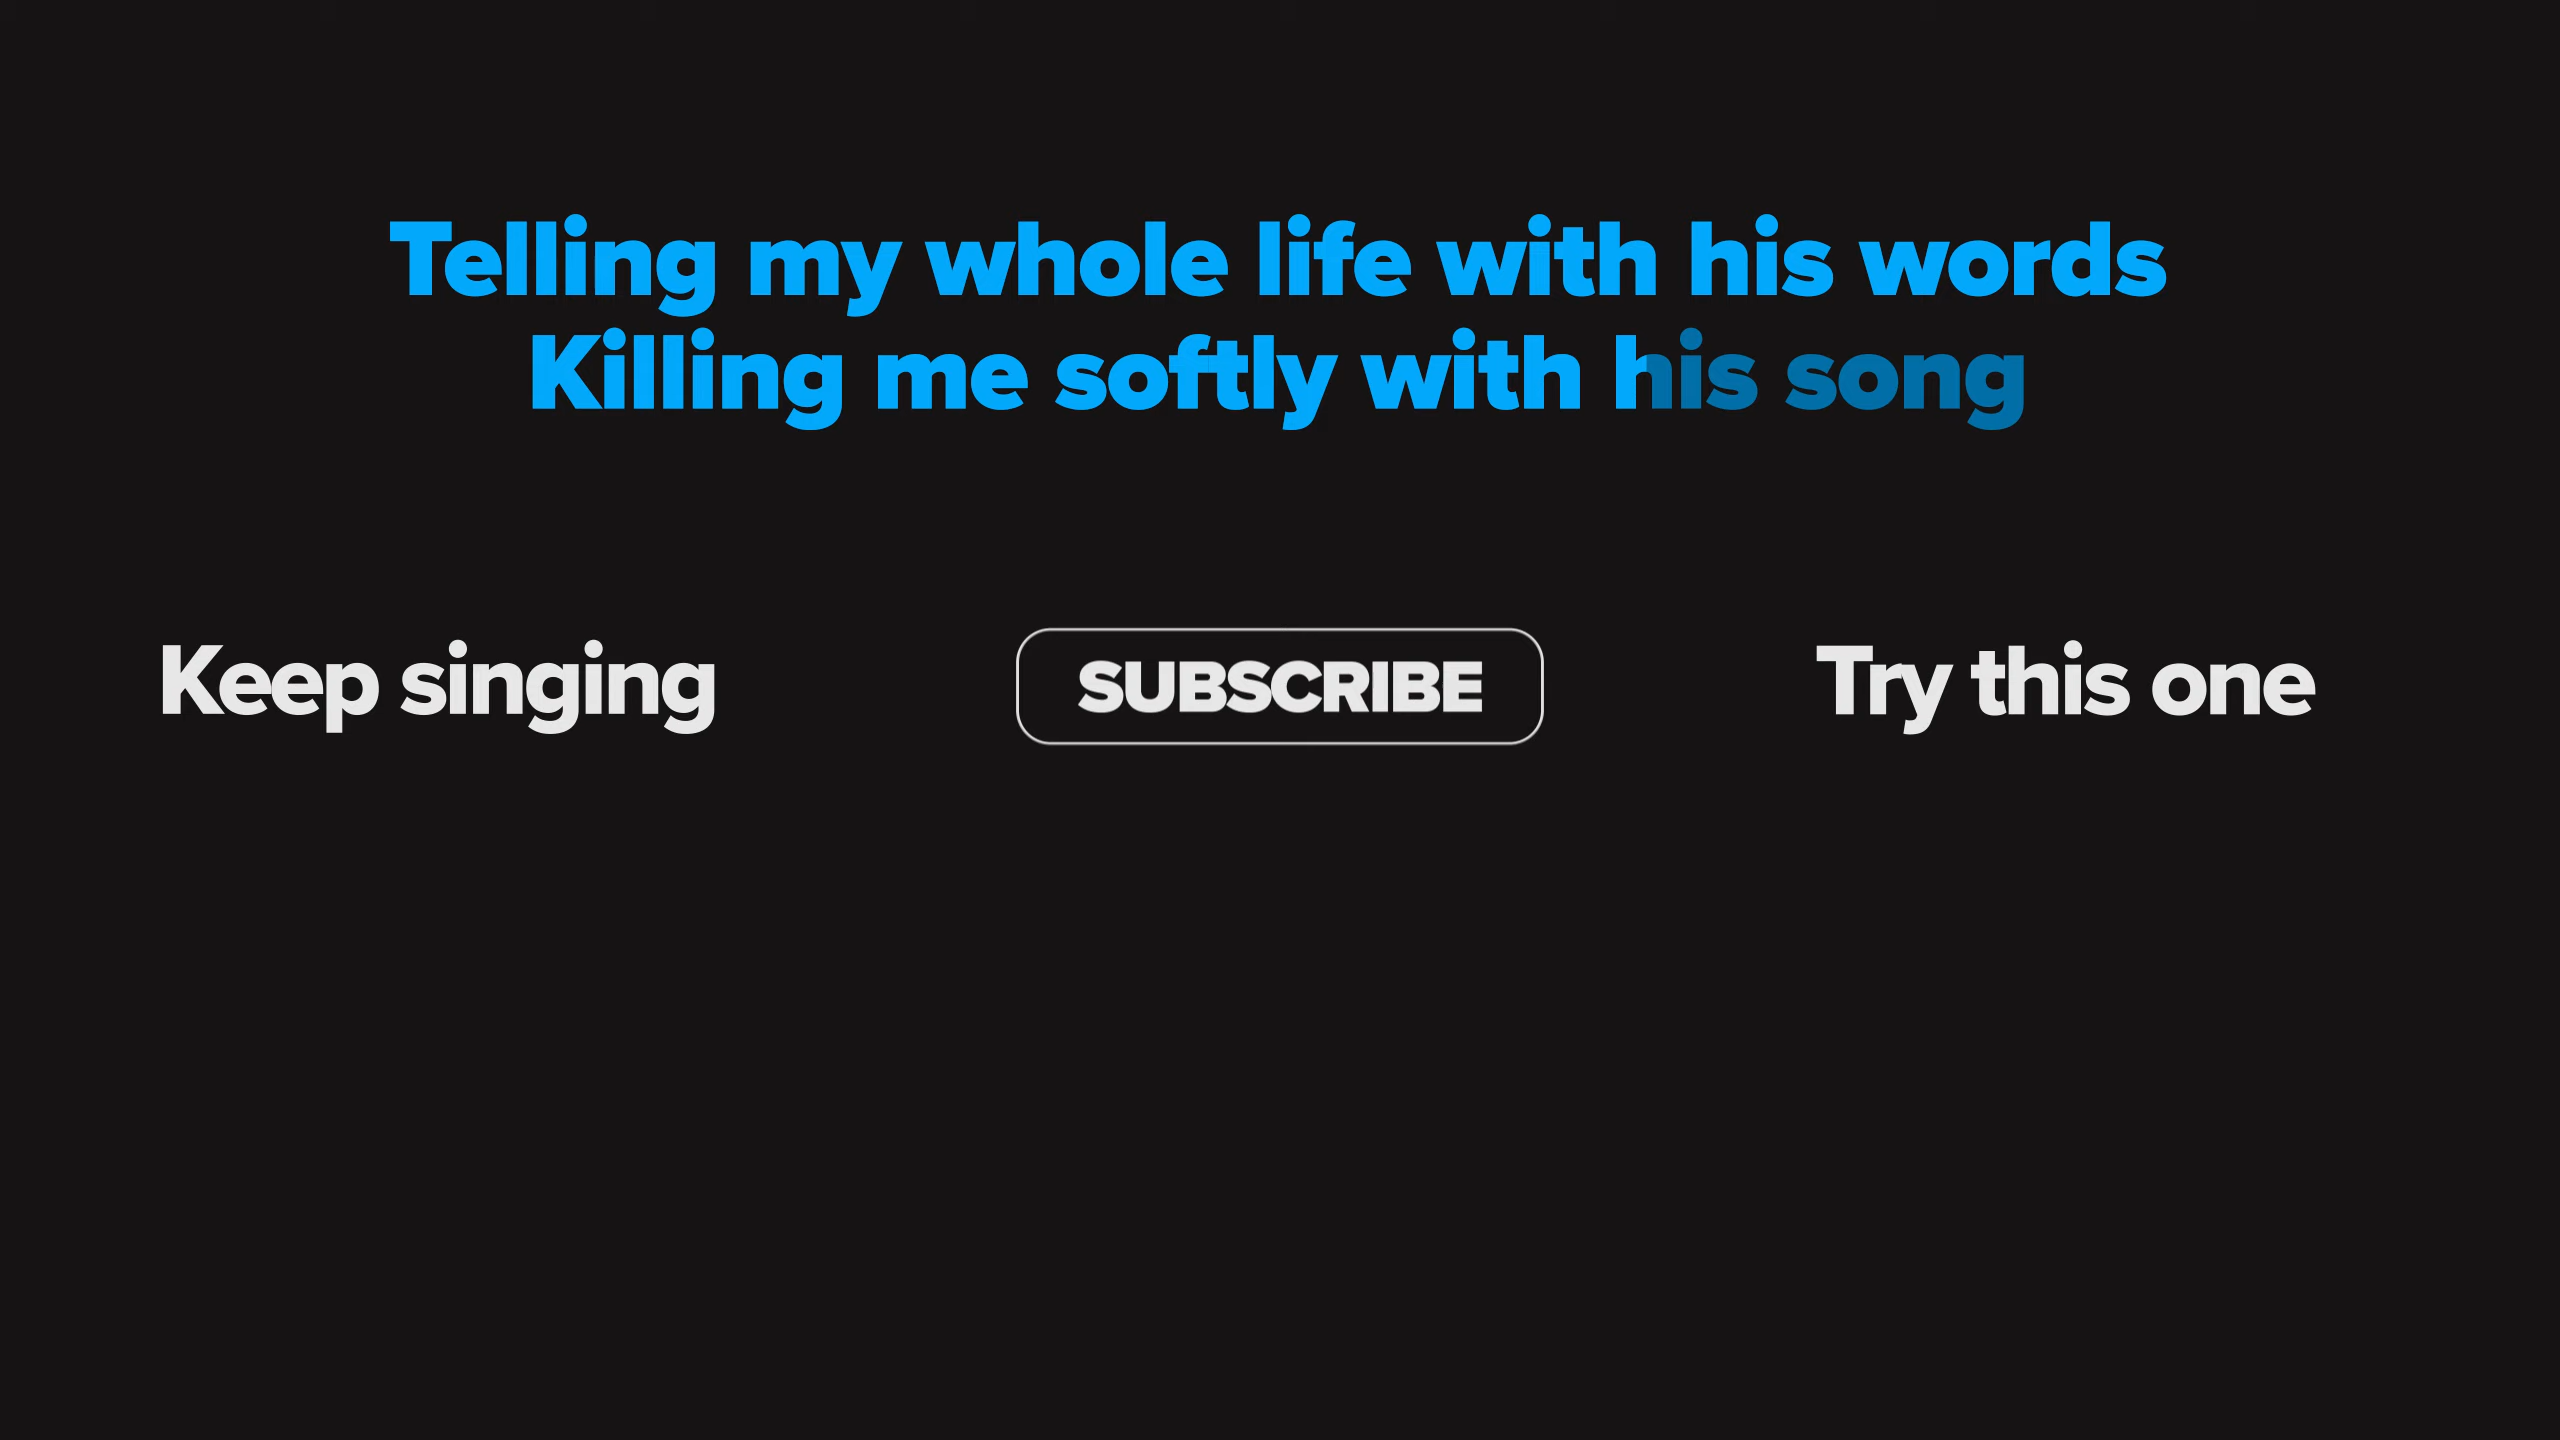 Telling my whole life with his words
Killing me softly with his song
Keep singing
SUBSCRIBE
Try this one